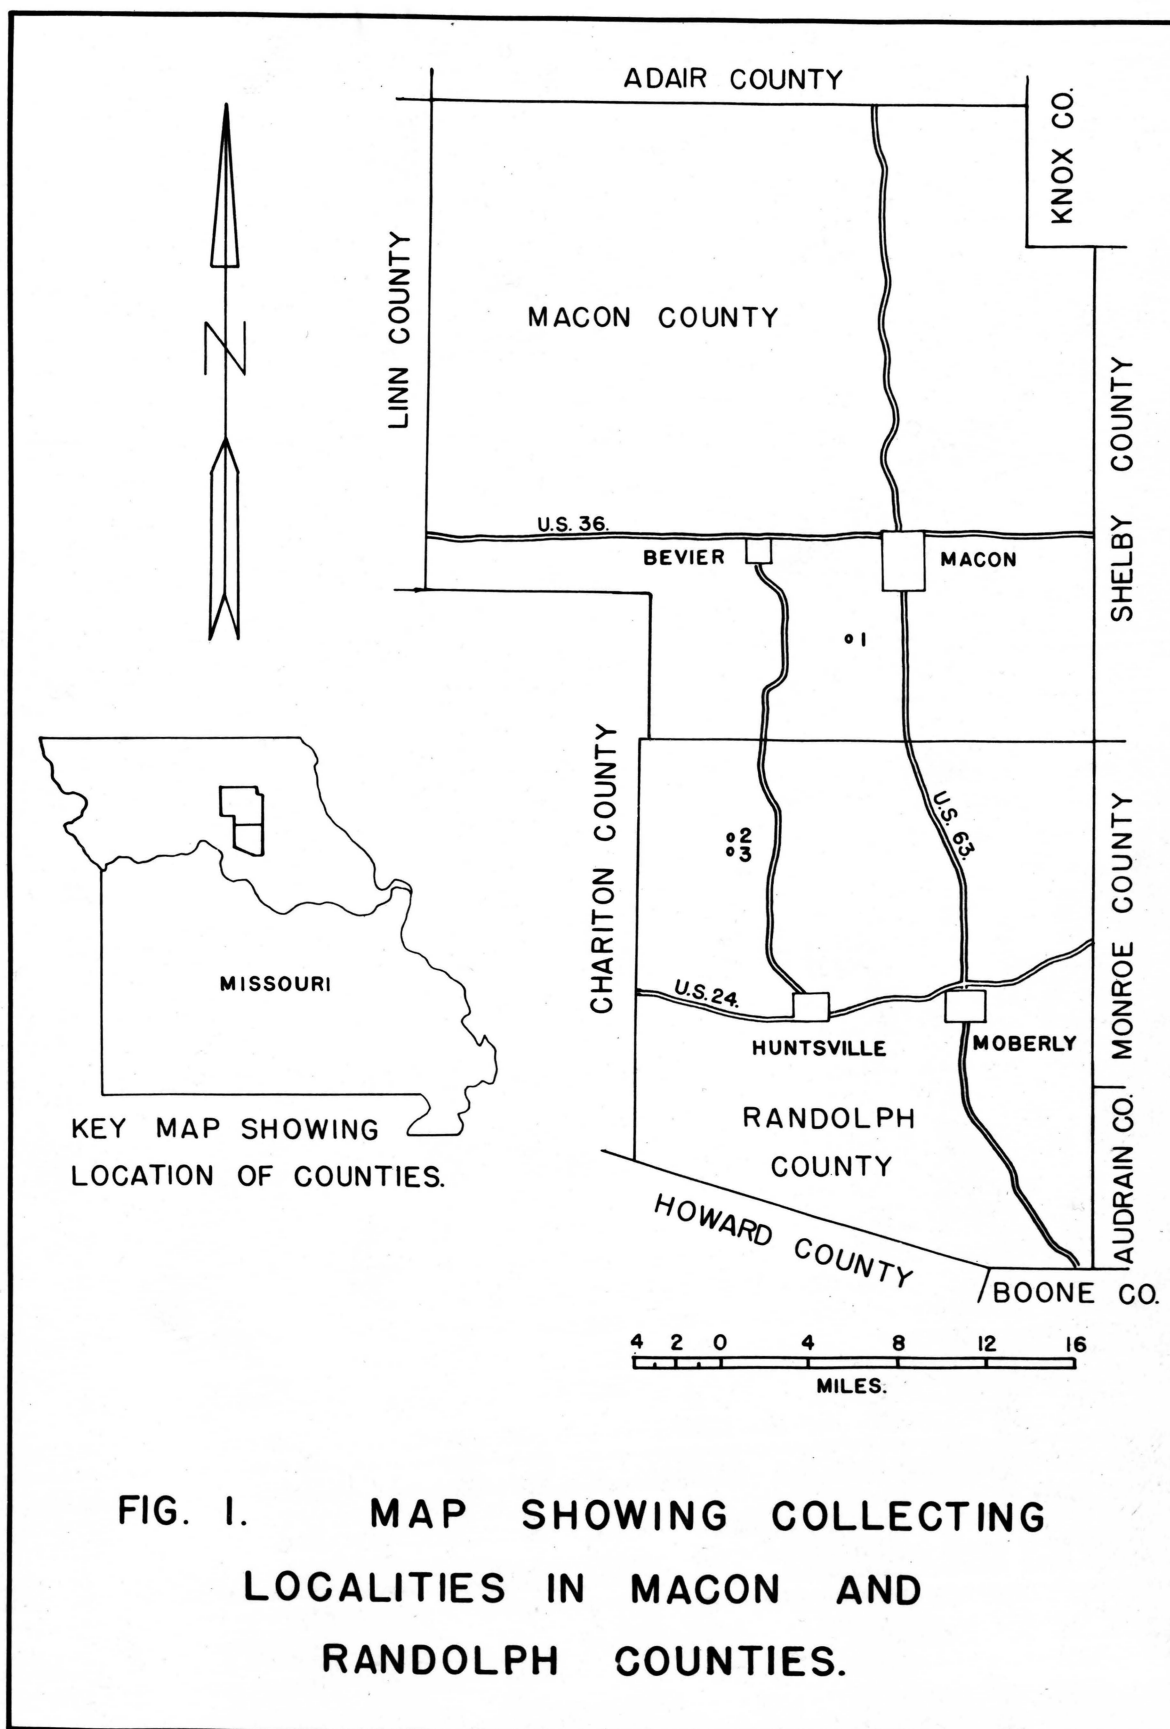 ADAIR COUNTY
KNOX CO.
N
LINN COUNTY
MACON COUNTY
SHELBY COUNTY
U.S. 36.
BEVIER
MACON
1
CHARITON COUNTY
2
3
U.S. 63.
MONROE COUNTY
MISSOURI
U.S. 24.
HUNTSVILLE
MOBERLY
KEY MAP SHOWING
LOCATION OF COUNTIES.
RANDOLPH
COUNTY
AUDRAIN CO.
HOWARD COUNTY
BOONE CO.
4 2 0 4 8 12 16
MILES.
FIG. 1. MAP SHOWING COLLECTING
LOCALITIES IN MACON AND
RANDOLPH COUNTIES.